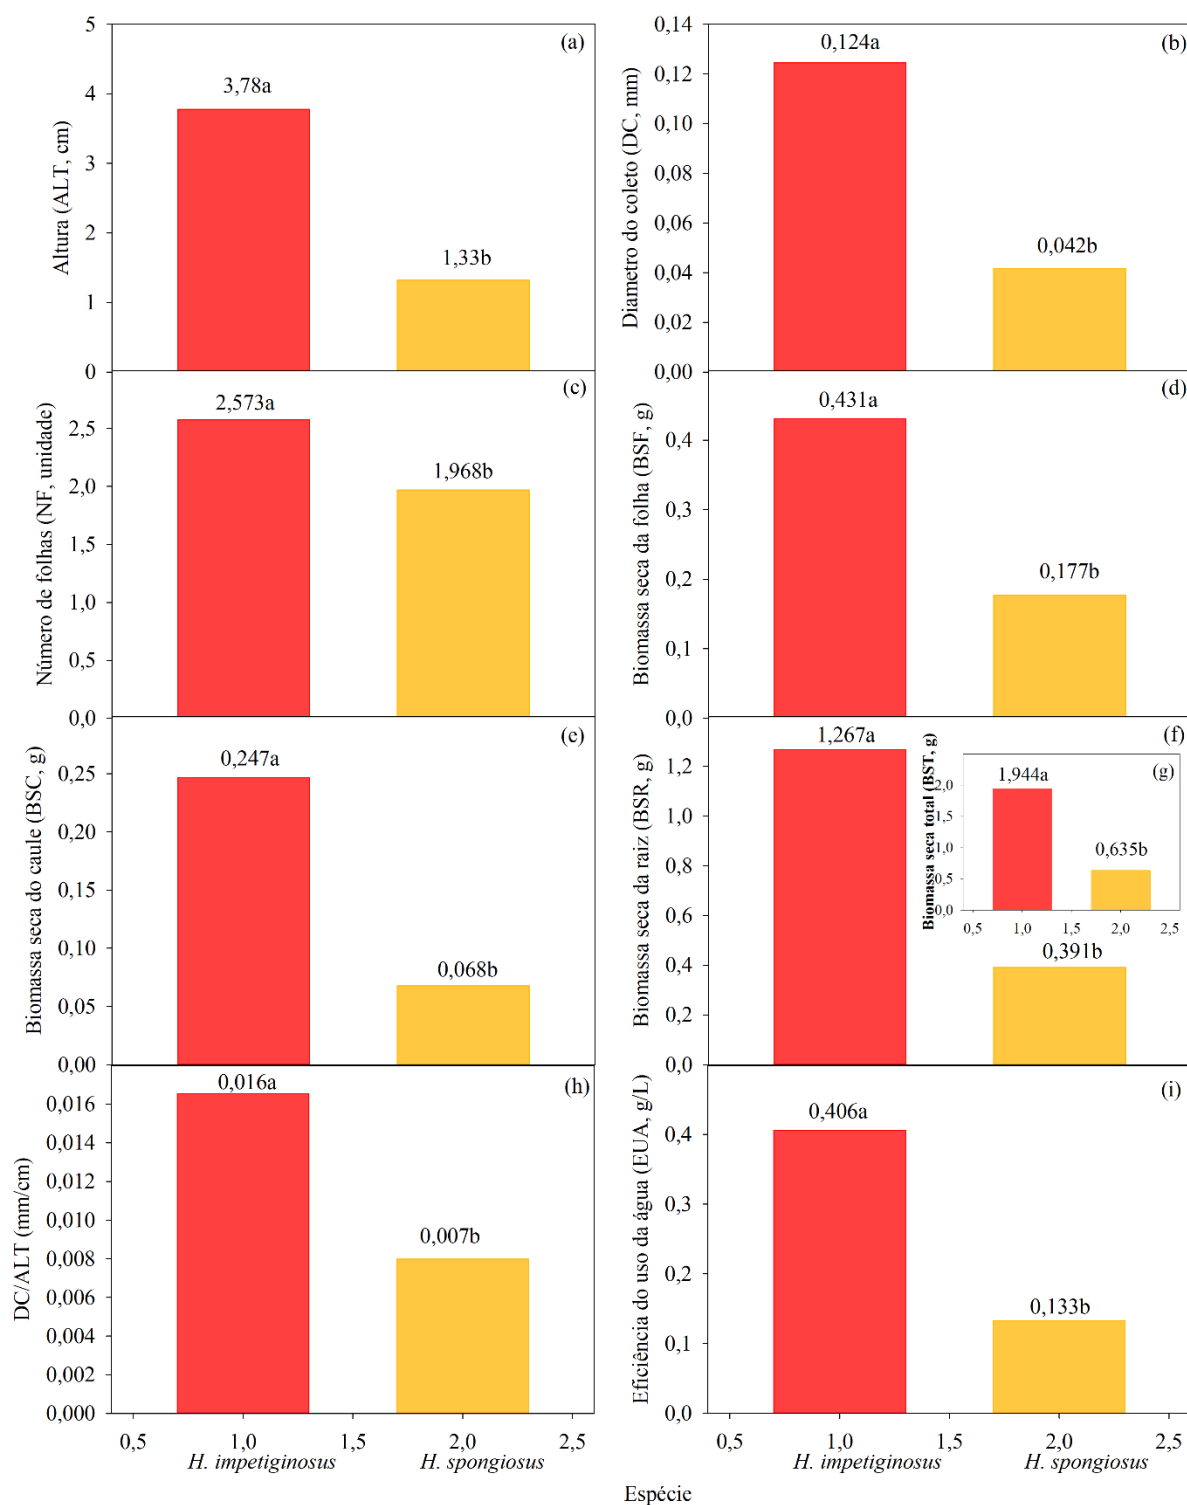 (a)
Altura (ALT, cm)
5
4
3
2
1
0
3,78a
1,33b
(b)
Diametro do coleto (DC, mm)
0,14
0,12
0,10
0,08
0,06
0,04
0,02
0,00
0,124a
0,042b
(c)
Número de folhas (NF, unidade)
2,5
2,0
1,5
1,0
0,5
0,0
2,573a
1,968b
(d)
Biomassa seca da folha (BSF, g)
0,4
0,3
0,2
0,1
0,0
0,431a
0,177b
(e)
Biomassa seca do caule (BSC, g)
0,25
0,20
0,15
0,10
0,05
0,00
0,247a
0,068b
(f)
Biomassa seca da raiz (BSR, g)
1,2
1,0
0,8
0,6
0,4
0,2
0,0
1,267a
0,391b
(g)
Biomassa seca total (BST, g)
2,0
1,5
1,0
0,5
0,0
1,944a
0,635b
0,5 1,0 1,5 2,0 2,5
(h)
DC/ALT (mm/cm)
0,016
0,014
0,012
0,010
0,008
0,006
0,004
0,002
0,000
0,016a
0,007b
0,5 1,0 1,5 2,0 2,5
H. impetiginosus H. spongiosus
(i)
Eficiência do uso da água (EUA, g/L)
0,4
0,3
0,2
0,1
0,0
0,406a
0,133b
0,5 1,0 1,5 2,0 2,5
H. impetiginosus H. spongiosus
Espécie